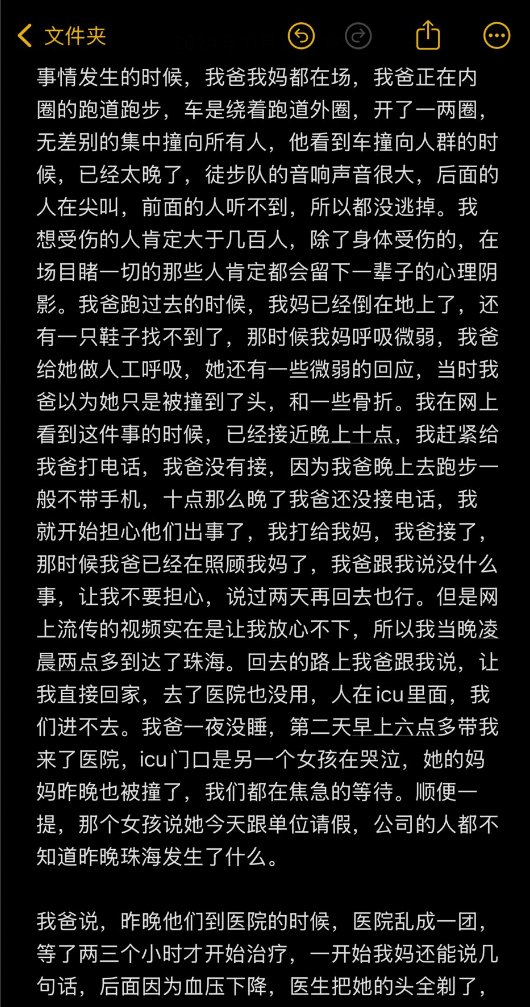 文件夹
事情发生的时候，我爸我妈都在场，我爸正在内
圈的跑道跑步，车是绕着跑道外圈，开了一两圈，
无差别的集中撞向所有人，他看到车撞向人群的时
候，已经太晚了，徒步队的音响声音很大，后面的
人在尖叫，前面的人听不到，所以都没逃掉。我
想受伤的人肯定大于几百人，除了身体受伤的，在
场目睹一切的那些人肯定都会留下一辈子的心理阴
影。我爸跑过去的时候，我妈已经倒在地上了，还
有一只鞋子找不到了，那时候我妈呼吸微弱，我爸
给她做人工呼吸，她还有一些微弱的回应，当时我
爸以为她只是被撞到了头，和一些骨折。我在网上
看到这件事的时候，已经接近晚上十点，我赶紧给
我爸打电话，我爸没有接，因为我爸晚上去跑步一
般不带手机，十点那么晚了我爸还没接电话，我
就开始担心他们出事了，我打给我妈，我爸接了，
那时候我爸已经在照顾我妈了，我爸跟我说没什么
事，让我不要担心，说过两天再回去也行。但是网
上流传的视频实在是让我放心不下，所以我当晚凌
晨两点多到达了珠海。回去的路上我爸跟我说，让
我直接回家，去了医院也没用，人在icu里面，我
们进不去。我爸一夜没睡，第二天早上六点多带我
来了医院，icu门口是另一个女孩在哭泣，她的妈
妈昨晚也被撞了，我们都在焦急的等待。顺便一
提，那个女孩说她今天跟单位请假，公司的人都不
知道昨晚珠海发生了什么。
我爸说，昨晚他们到医院的时候，医院乱成一团，
等了两三个小时才开始治疗，一开始我妈还能说几
句话，后面因为血压下降，医生把她的头全剃了，